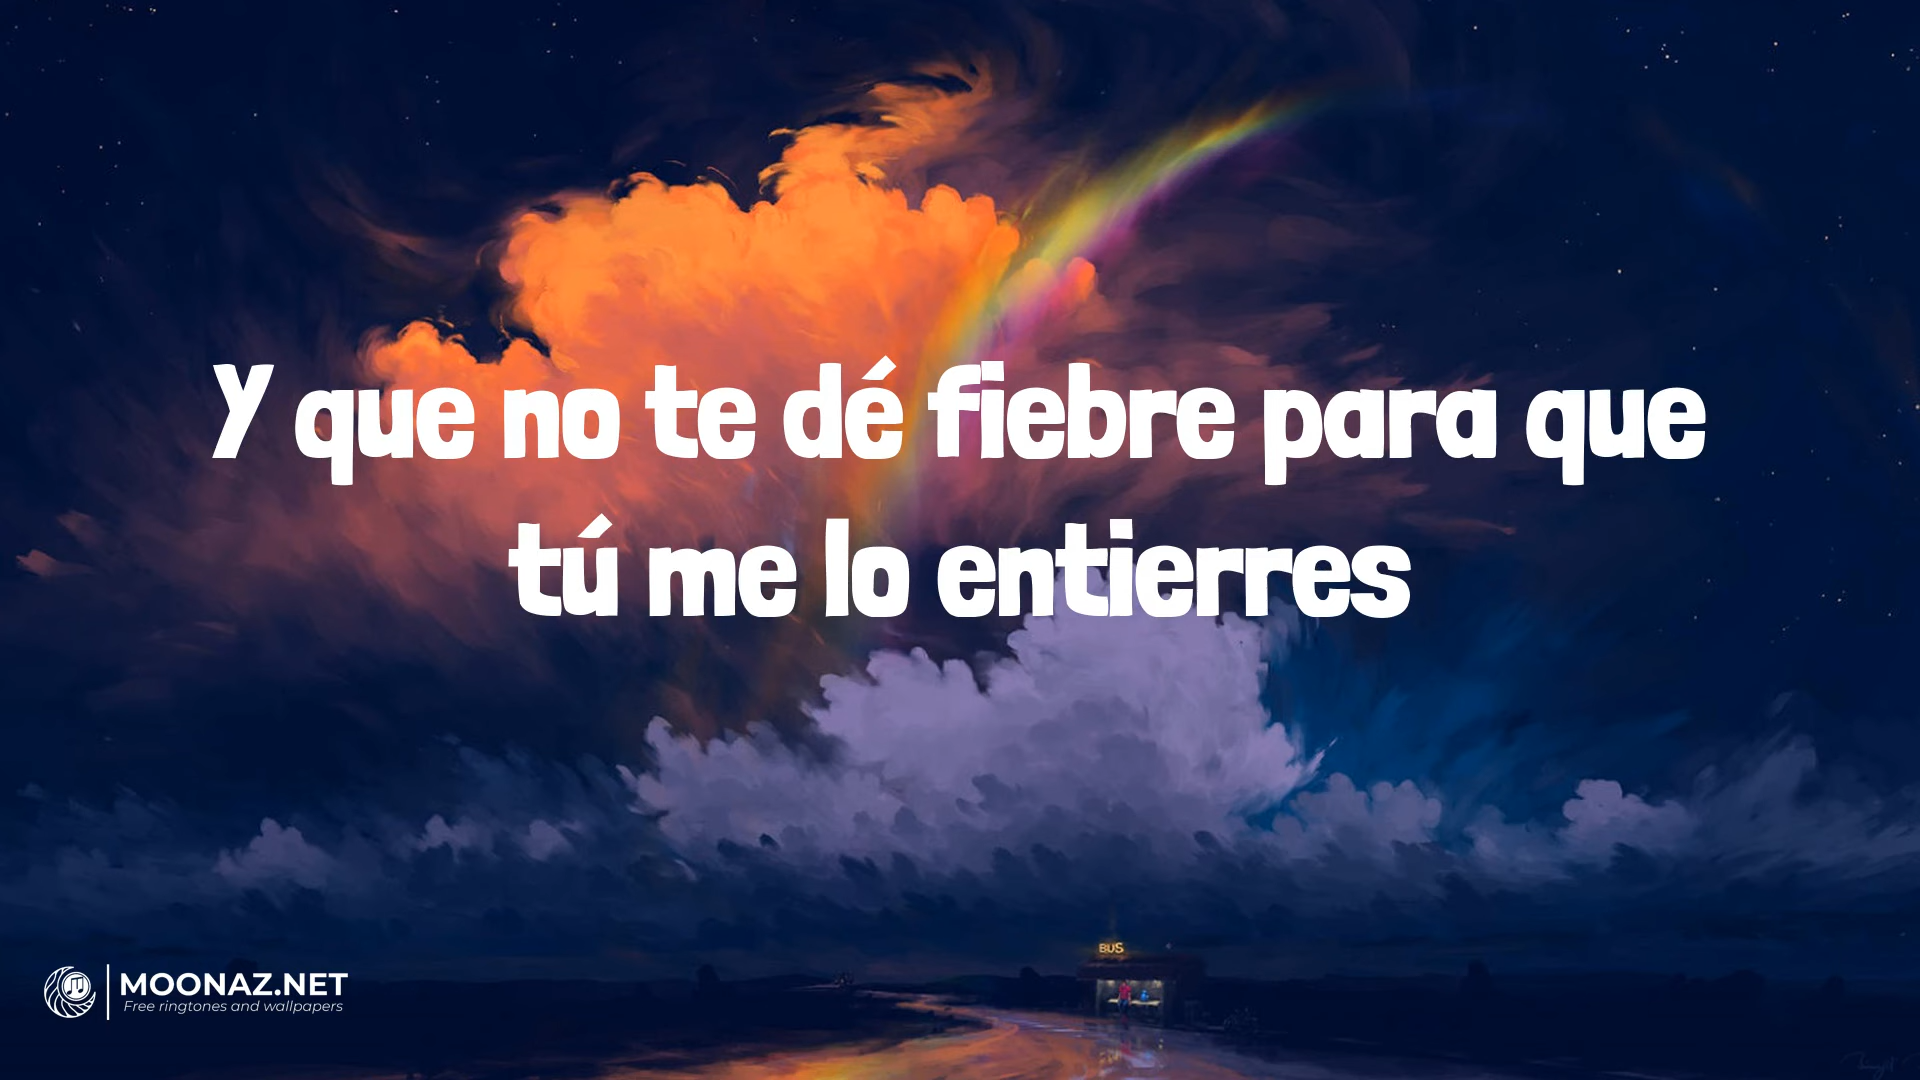 Y que no te dé fiebre para que
tú me lo entierres
BUS
MOONAZ.NET
Free ringtones and wallpapers